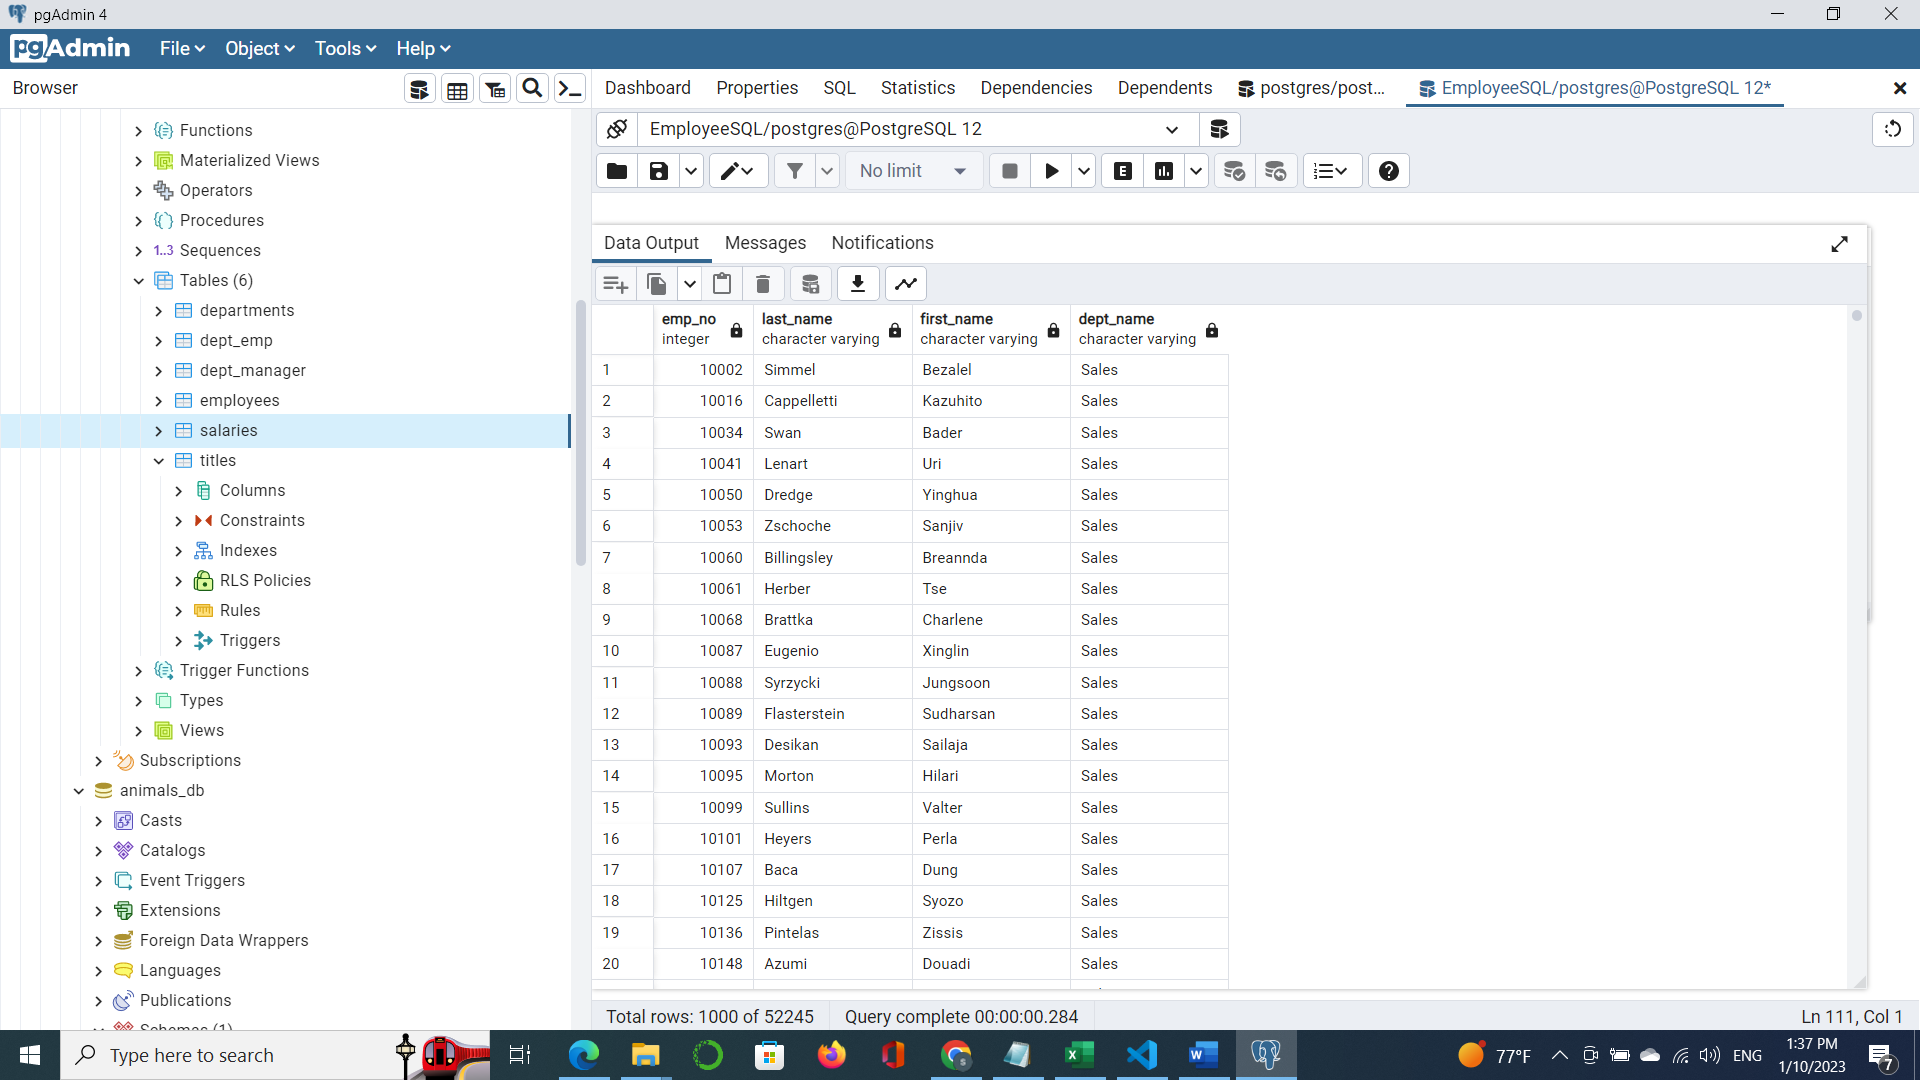 pgAdmin 4
pgAdmin File Object Tools Help
Browser
Dashboard Properties SQL Statistics Dependencies Dependents postgres/post... EmployeeSQL/postgres@PostgreSQL 12*
Functions
Materialized Views
Operators
Procedures
1..3 Sequences
Tables (6)
departments
dept_emp
dept_manager
employees
salaries
titles
Columns
Constraints
Indexes
RLS Policies
Rules
Triggers
Trigger Functions
Types
Views
Subscriptions
animals_db
Casts
Catalogs
Event Triggers
Extensions
Foreign Data Wrappers
Languages
Publications
Schemas (1)
EmployeeSQL/postgres@PostgreSQL 12
No limit E
Data Output Messages Notifications
emp_no last_name first_name dept_name
integer character varying character varying character varying
1 10002 Simmel Bezalel Sales
2 10016 Cappelletti Kazuhito Sales
3 10034 Swan Bader Sales
4 10041 Lenart Uri Sales
5 10050 Dredge Yinghua Sales
6 10053 Zschoche Sanjiv Sales
7 10060 Billingsley Breannda Sales
8 10061 Herber Tse Sales
9 10068 Brattka Charlene Sales
10 10087 Eugenio Xinglin Sales
11 10088 Syrzycki Jungsoon Sales
12 10089 Flasterstein Sudharsan Sales
13 10093 Desikan Sailaja Sales
14 10095 Morton Hilari Sales
15 10099 Sullins Valter Sales
16 10101 Heyers Perla Sales
17 10107 Baca Dung Sales
18 10125 Hiltgen Syozo Sales
19 10136 Pintelas Zissis Sales
20 10148 Azumi Douadi Sales
Total rows: 1000 of 52245 Query complete 00:00:00.284 Ln 111, Col 1
Type here to search 77°F ENG 1:37 PM
1/10/2023 7